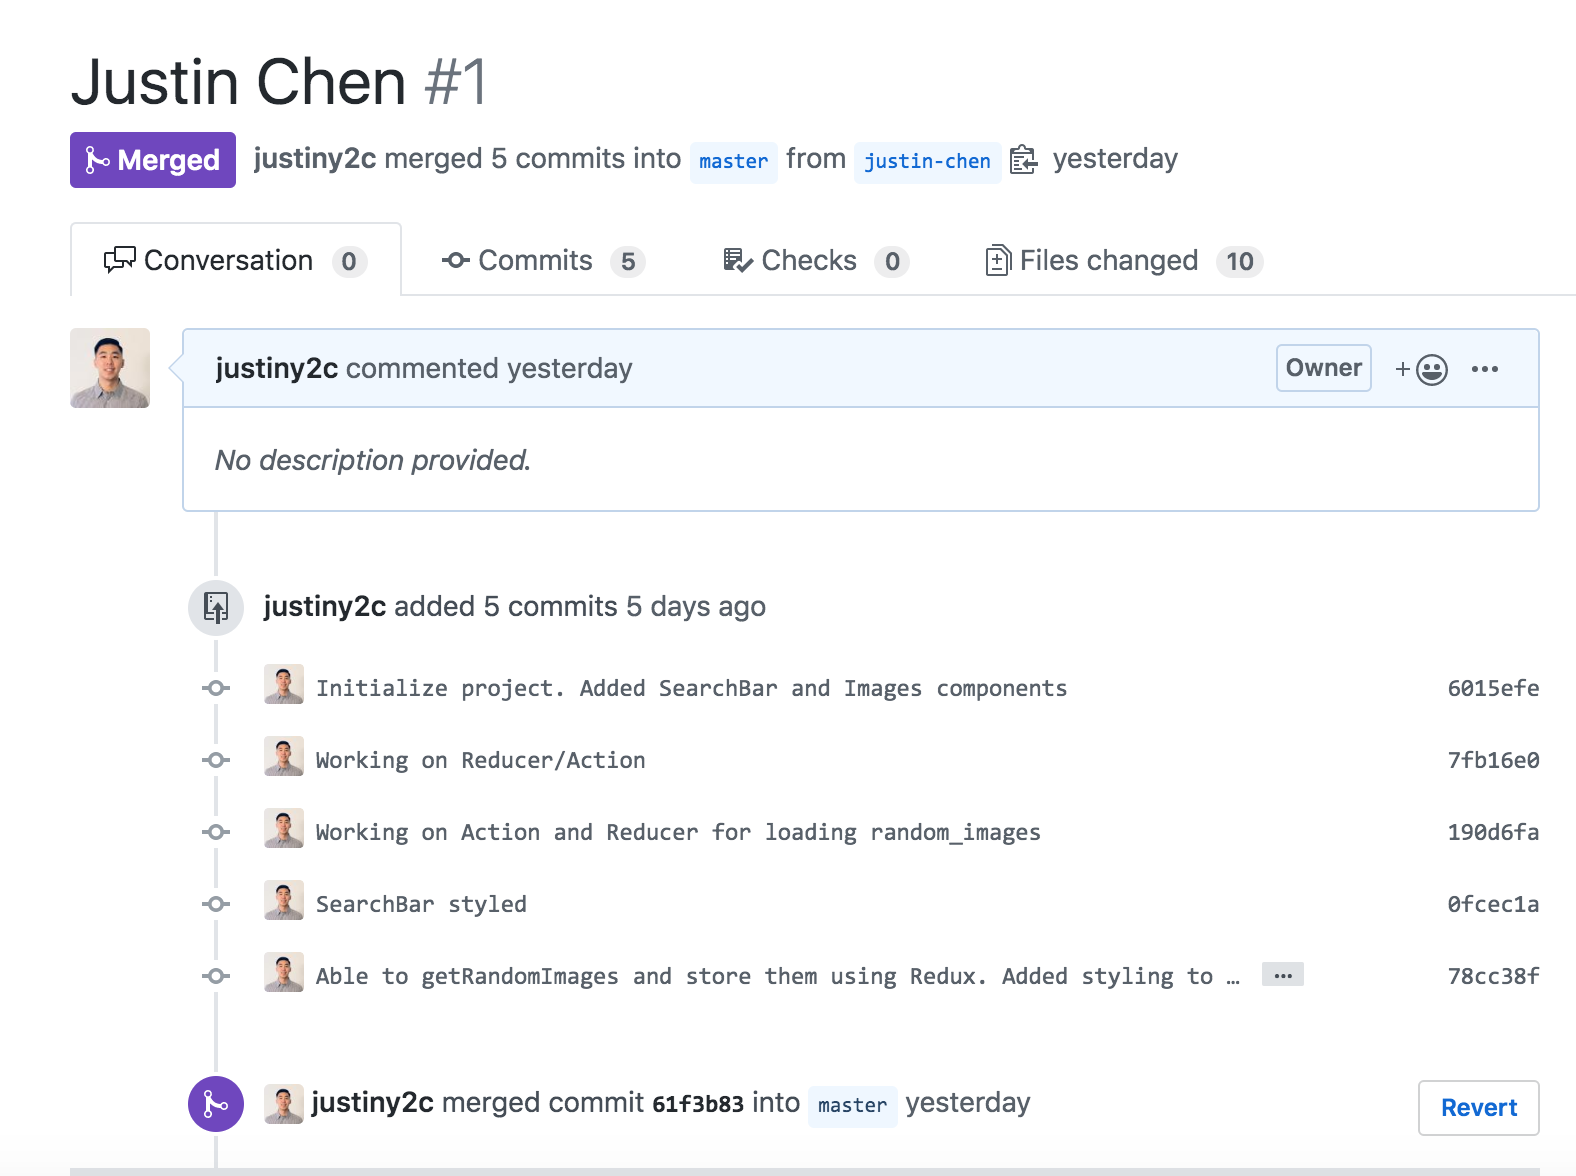 Justin Chen #1
Merged justiny2c merged 5 commits into master from justin-chen yesterday
Conversation 0 Commits 5 Checks 0 Files changed 10
justiny2c commented yesterday Owner + ...
No description provided.
justiny2c added 5 commits 5 days ago
Initialize project. Added SearchBar and Images components 6015efe
Working on Reducer/Action 7fb16e0
Working on Action and Reducer for loading random_images 190d6fa
SearchBar styled 0fcec1a
Able to getRandomImages and store them using Redux. Added styling to … ... 78cc38f
justiny2c merged commit 61f3b83 into master yesterday Revert